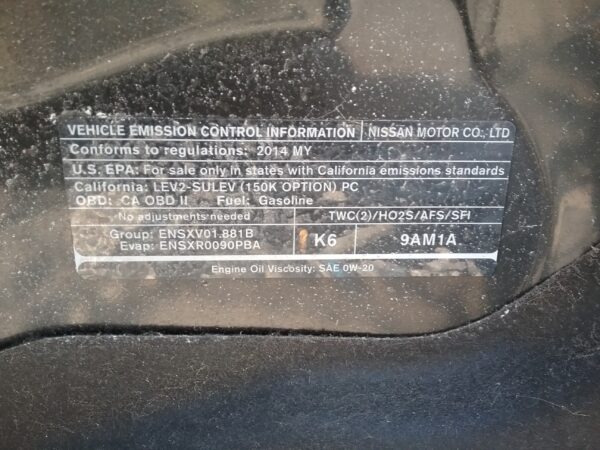 VEHICLE EMISSION CONTROL INFORMATION NISSAN MOTOR CO., LTD
Conforms to regulations: 2014 MY
U.S. EPA: For sale only in states with California emissions standards
California: LEV2-SULEV (150K OPTION) PC
OBD: CA OBD II Fuel: Gasoline
No adjustments needed TWC(2)/HO2S/AFS/SFI
Group: ENSXV01.881B
Evap: ENSXR0090PBA
K6 9AM1A
Engine Oil Viscosity: SAE 0W-20